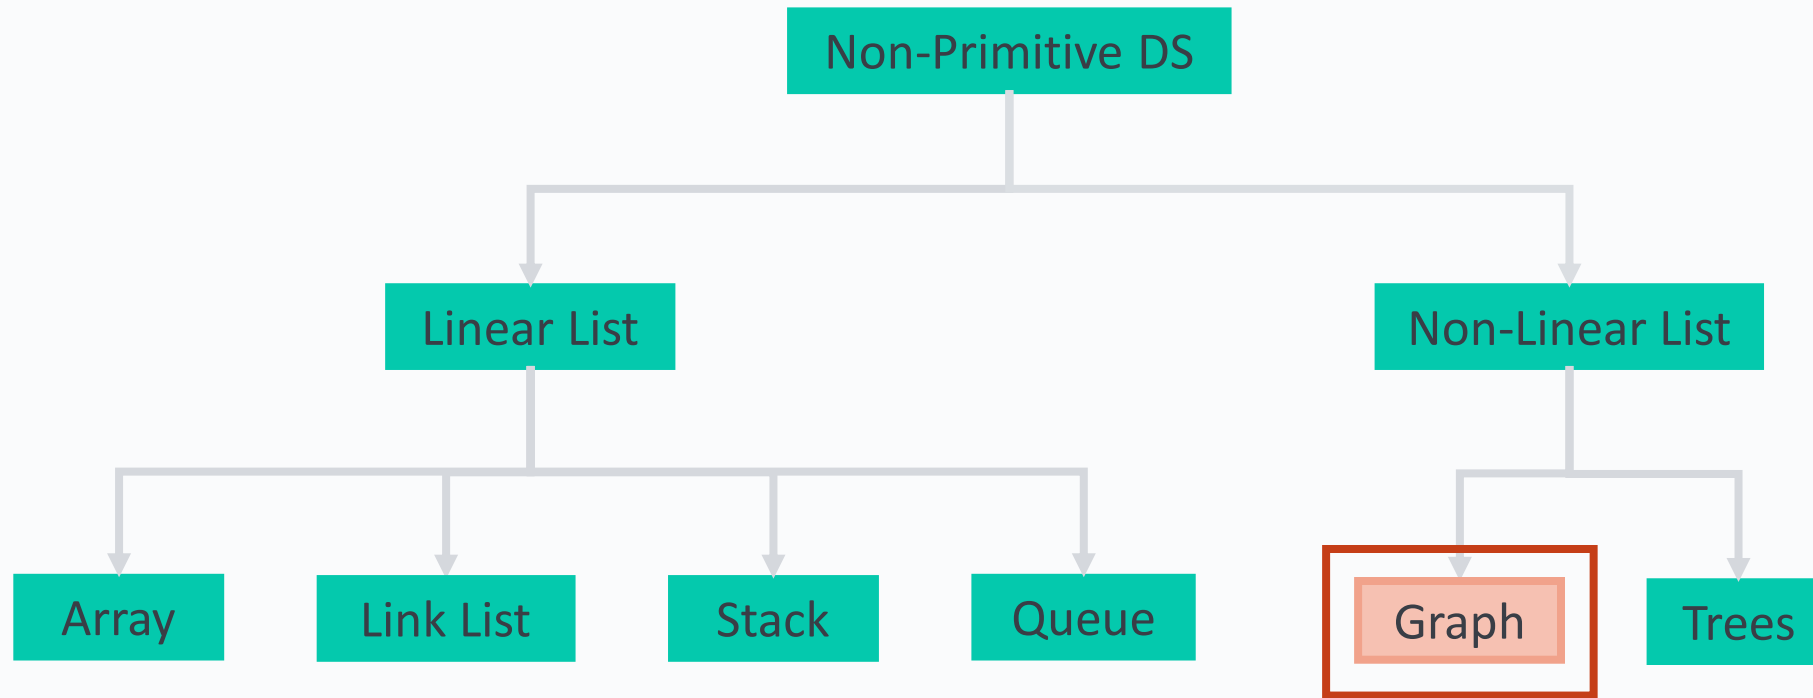 Non-Primitive DS
Linear List
Non-Linear List
Array
Link List
Stack
Queue
Graph
Trees